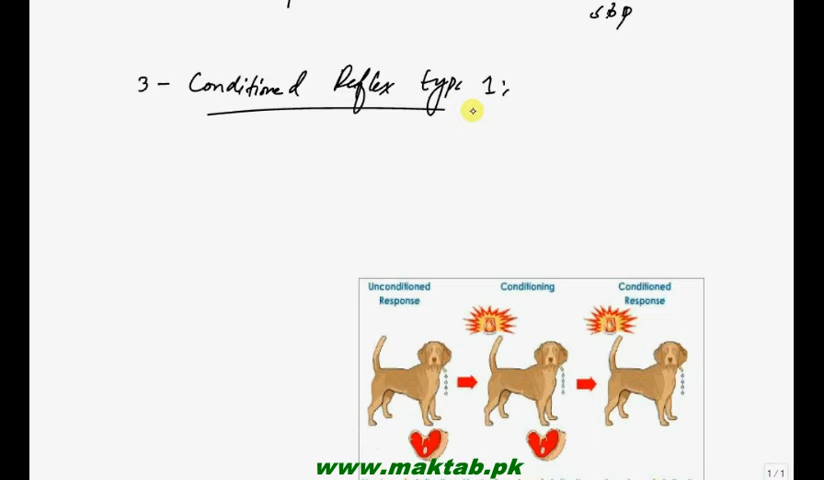 3 - Conditioned Reflex type 1:
Unconditioned Response
Conditioning
Conditioned Response
www.maktab.pk
1/1